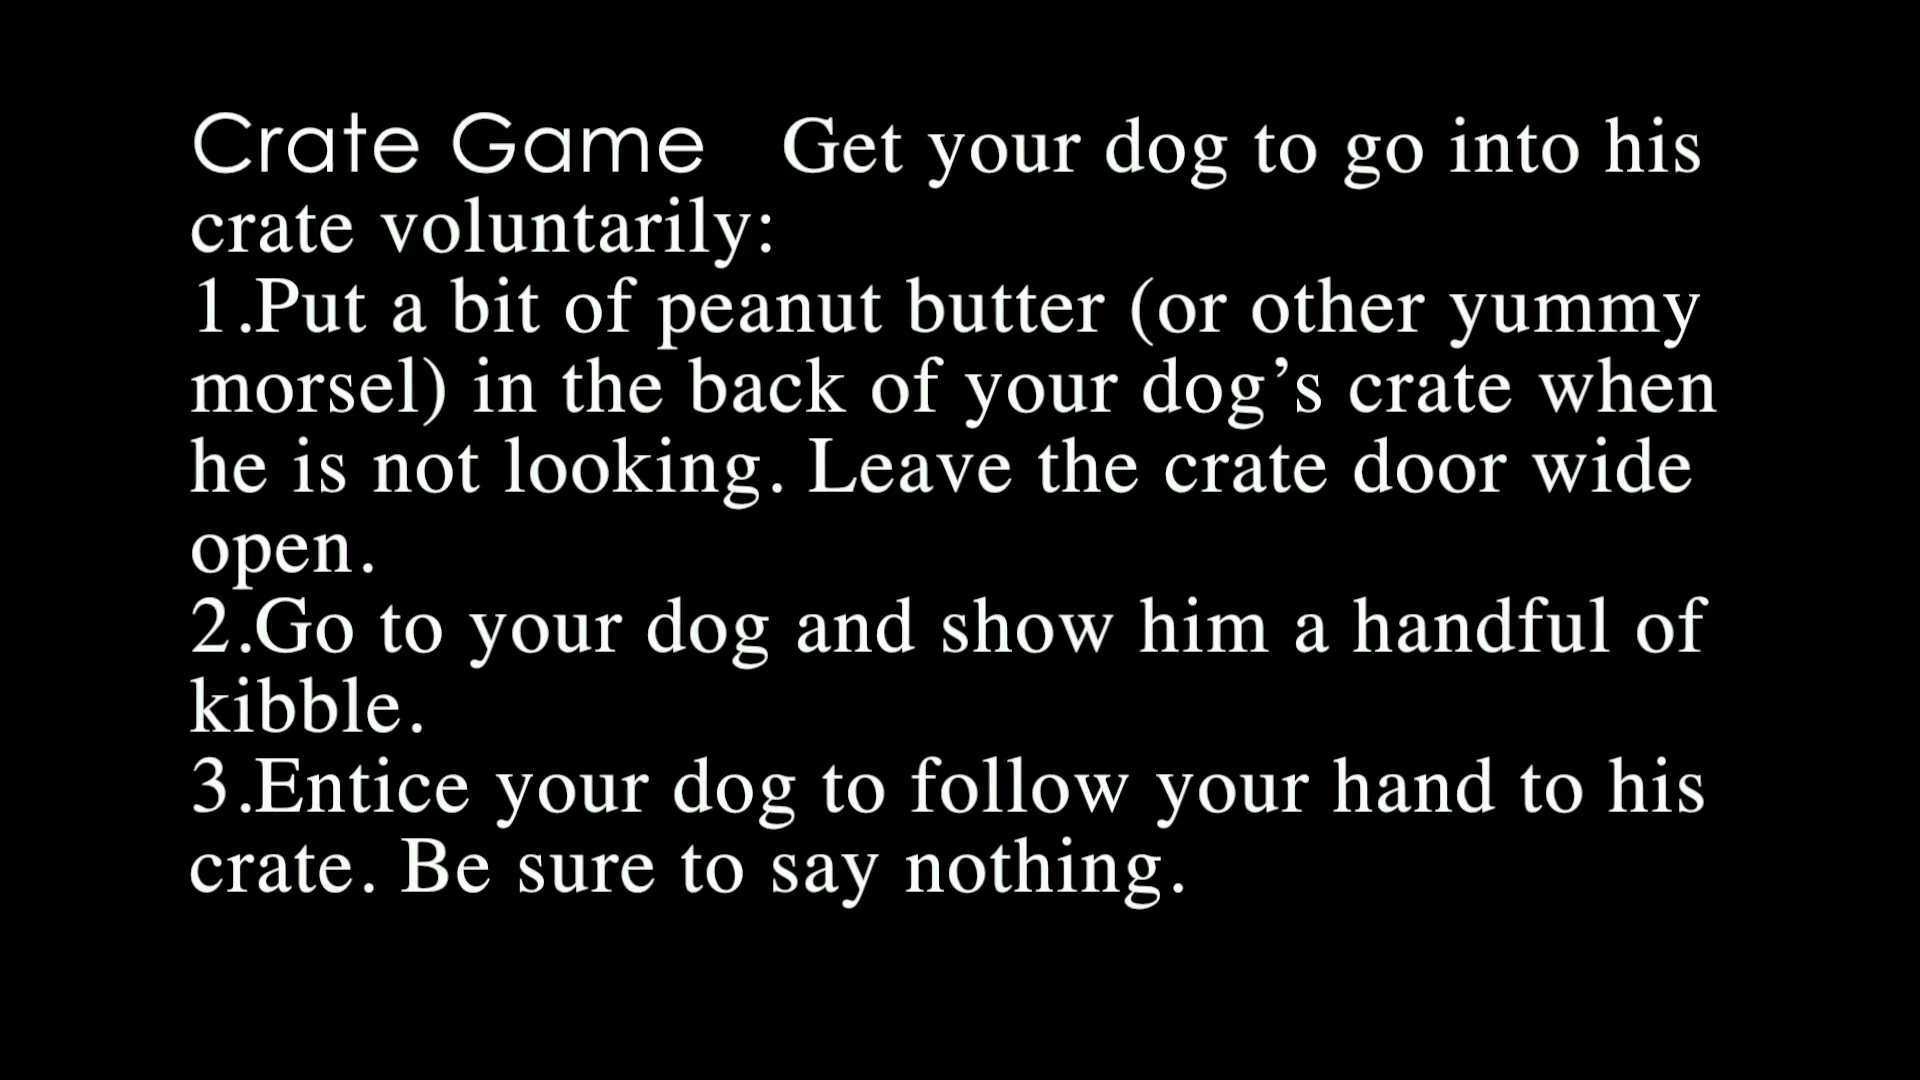 Crate Game Get your dog to go into his
crate voluntarily:
1.Put a bit of peanut butter (or other yummy
morsel) in the back of your dog’s crate when
he is not looking. Leave the crate door wide
open.
2.Go to your dog and show him a handful of
kibble.
3.Entice your dog to follow your hand to his
crate. Be sure to say nothing.